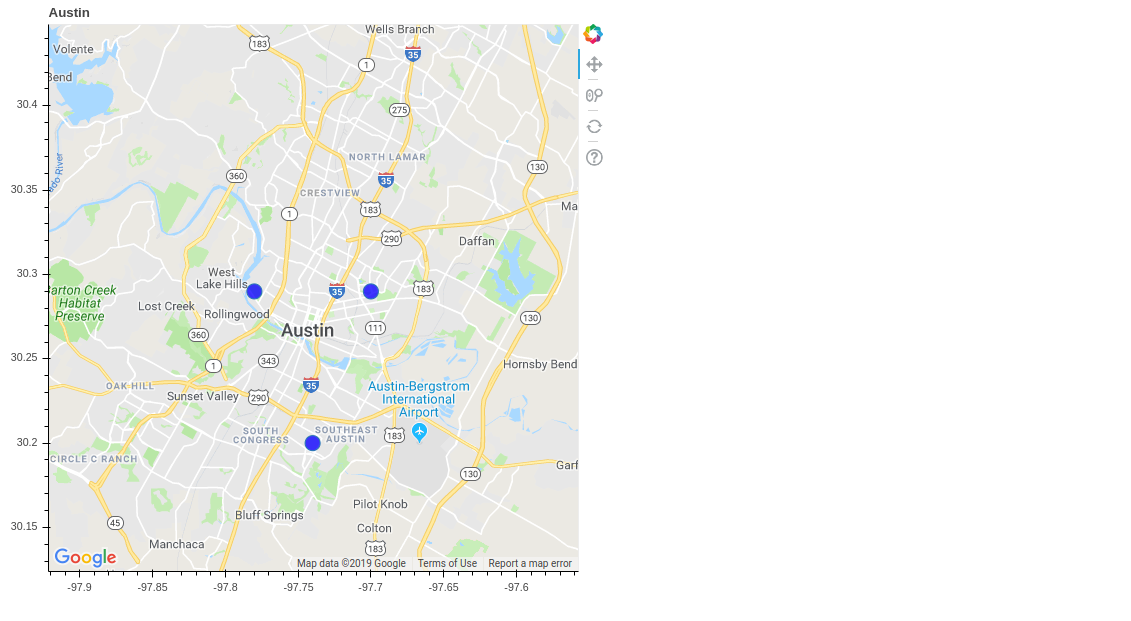 Austin
Wells Branch
183
Volente
35
1
Bend
30.4
275
NORTH LAMAR
130
360
35
30.35
CRESTVIEW
183
1
Ma
290
Daffan
30.3
West
Lake Hills
183
35
arton Creek
Habitat
Preserve
Lost Creek
Rollingwood
130
Austin
111
360
30.25
343
1
Hornsby Bend
35
OAK HILL
Austin-Bergstrom
International
Airport
Sunset Valley
290
SOUTH
CONGRESS
SOUTHEAST
AUSTIN
183
30.2
CIRCLE C RANCH
Garf
130
Pilot Knob
Bluff Springs
45
30.15
Colton
Manchaca
183
Google
Map data ©2019 Google
Terms of Use
Report a map error
-97.9
-97.85
-97.8
-97.75
-97.7
-97.65
-97.6